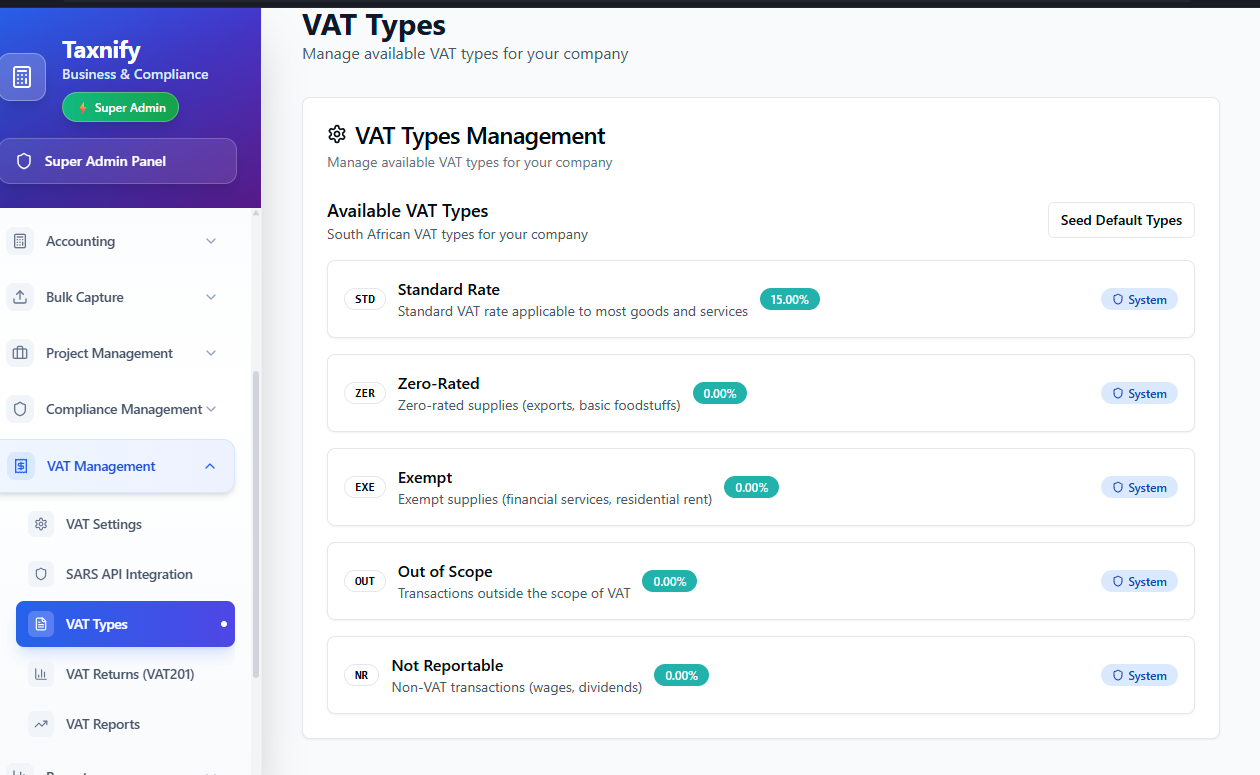 Taxnify
Business & Compliance
Super Admin
Super Admin Panel
Accounting
Bulk Capture
Project Management
Compliance Management
VAT Management
VAT Settings
SARS API Integration
VAT Types
VAT Returns (VAT201)
VAT Reports
VAT Types
Manage available VAT types for your company
VAT Types Management
Manage available VAT types for your company
Available VAT Types
South African VAT types for your company
Seed Default Types
STD
Standard Rate
Standard VAT rate applicable to most goods and services
15.00%
System
ZER
Zero-Rated
Zero-rated supplies (exports, basic foodstuffs)
0.00%
System
EXE
Exempt
Exempt supplies (financial services, residential rent)
0.00%
System
OUT
Out of Scope
Transactions outside the scope of VAT
0.00%
System
NR
Not Reportable
Non-VAT transactions (wages, dividends)
0.00%
System